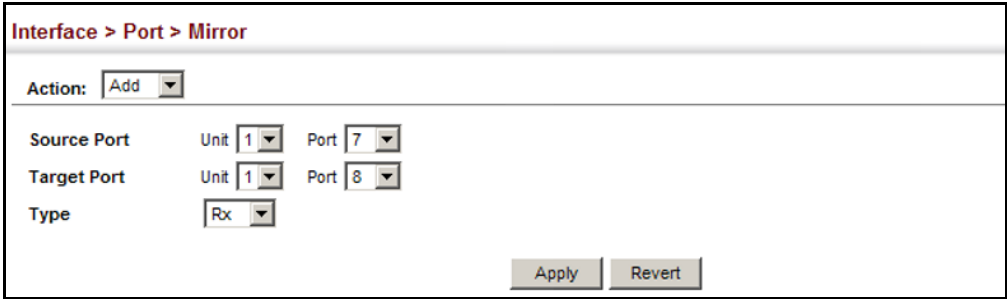 Interface > Port > Mirror
Action: Add
Source Port Unit 1 Port 7
Target Port Unit 1 Port 8
Type Rx
Apply Revert